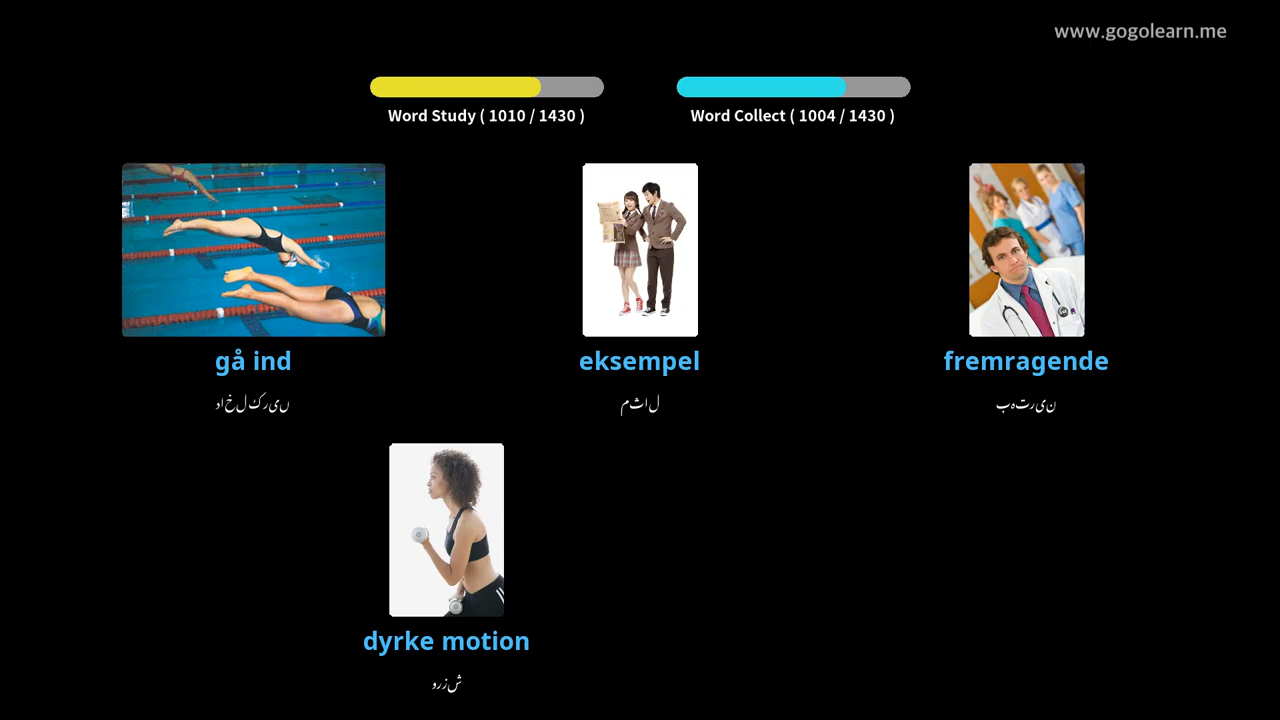 www.gogolearn.me
Word Study ( 1010 / 1430 )
Word Collect ( 1004 / 1430 )
gå ind
داخل کریں
eksempel
مثال
fremragende
بہترین
dyrke motion
ورزش